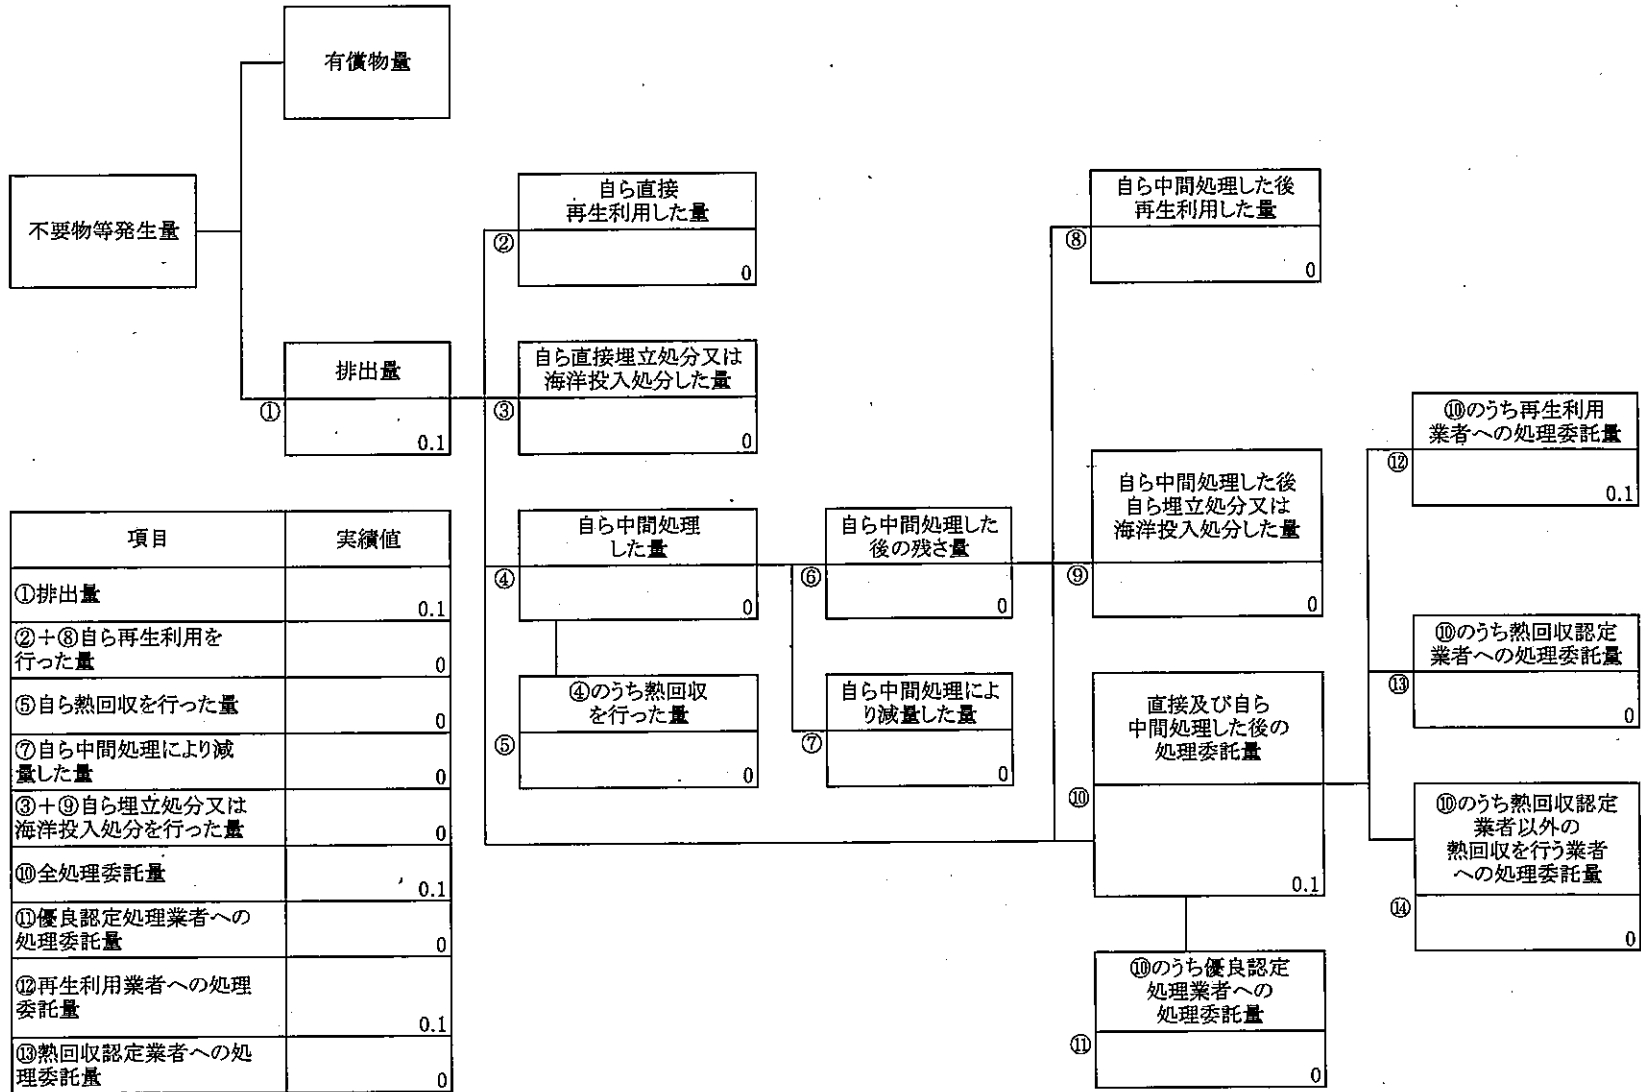 有償物量
不要物等発生量
自ら直接
再生利用した量
②
0
自ら中間処理した後
再生利用した量
⑧
0
排出量
①
0.1
自ら直接埋立処分又は
海洋投入処分した量
③
0
⑩のうち再生利用
業者への処理委託量
⑫
0.1
自ら中間処理した後
自ら埋立処分又は
海洋投入処分した量
⑨
0
自ら中間処理
した量
④
0
自ら中間処理した
後の残さ量
⑥
0
⑩のうち熱回収認定
業者への処理委託量
⑬
0
④のうち熱回収
を行った量
⑤
0
自ら中間処理によ
り減量した量
⑦
0
直接及び自ら
中間処理した後の
処理委託量
⑩
0.1
⑩のうち熱回収認定
業者以外の
熱回収を行う業者
への処理委託量
⑭
0
⑩のうち優良認定
処理業者への
処理委託量
⑪
0
項目 実績値
①排出量 0.1
②+⑧自ら再生利用を
行った量 0
⑤自ら熱回収を行った量 0
⑦自ら中間処理により減
量した量 0
③+⑨自ら埋立処分又は
海洋投入処分を行った量 0
⑩全処理委託量 0.1
⑪優良認定処理業者への
処理委託量 0
⑫再生利用業者への処理
委託量 0.1
⑬熱回収認定業者への処
理委託量 0